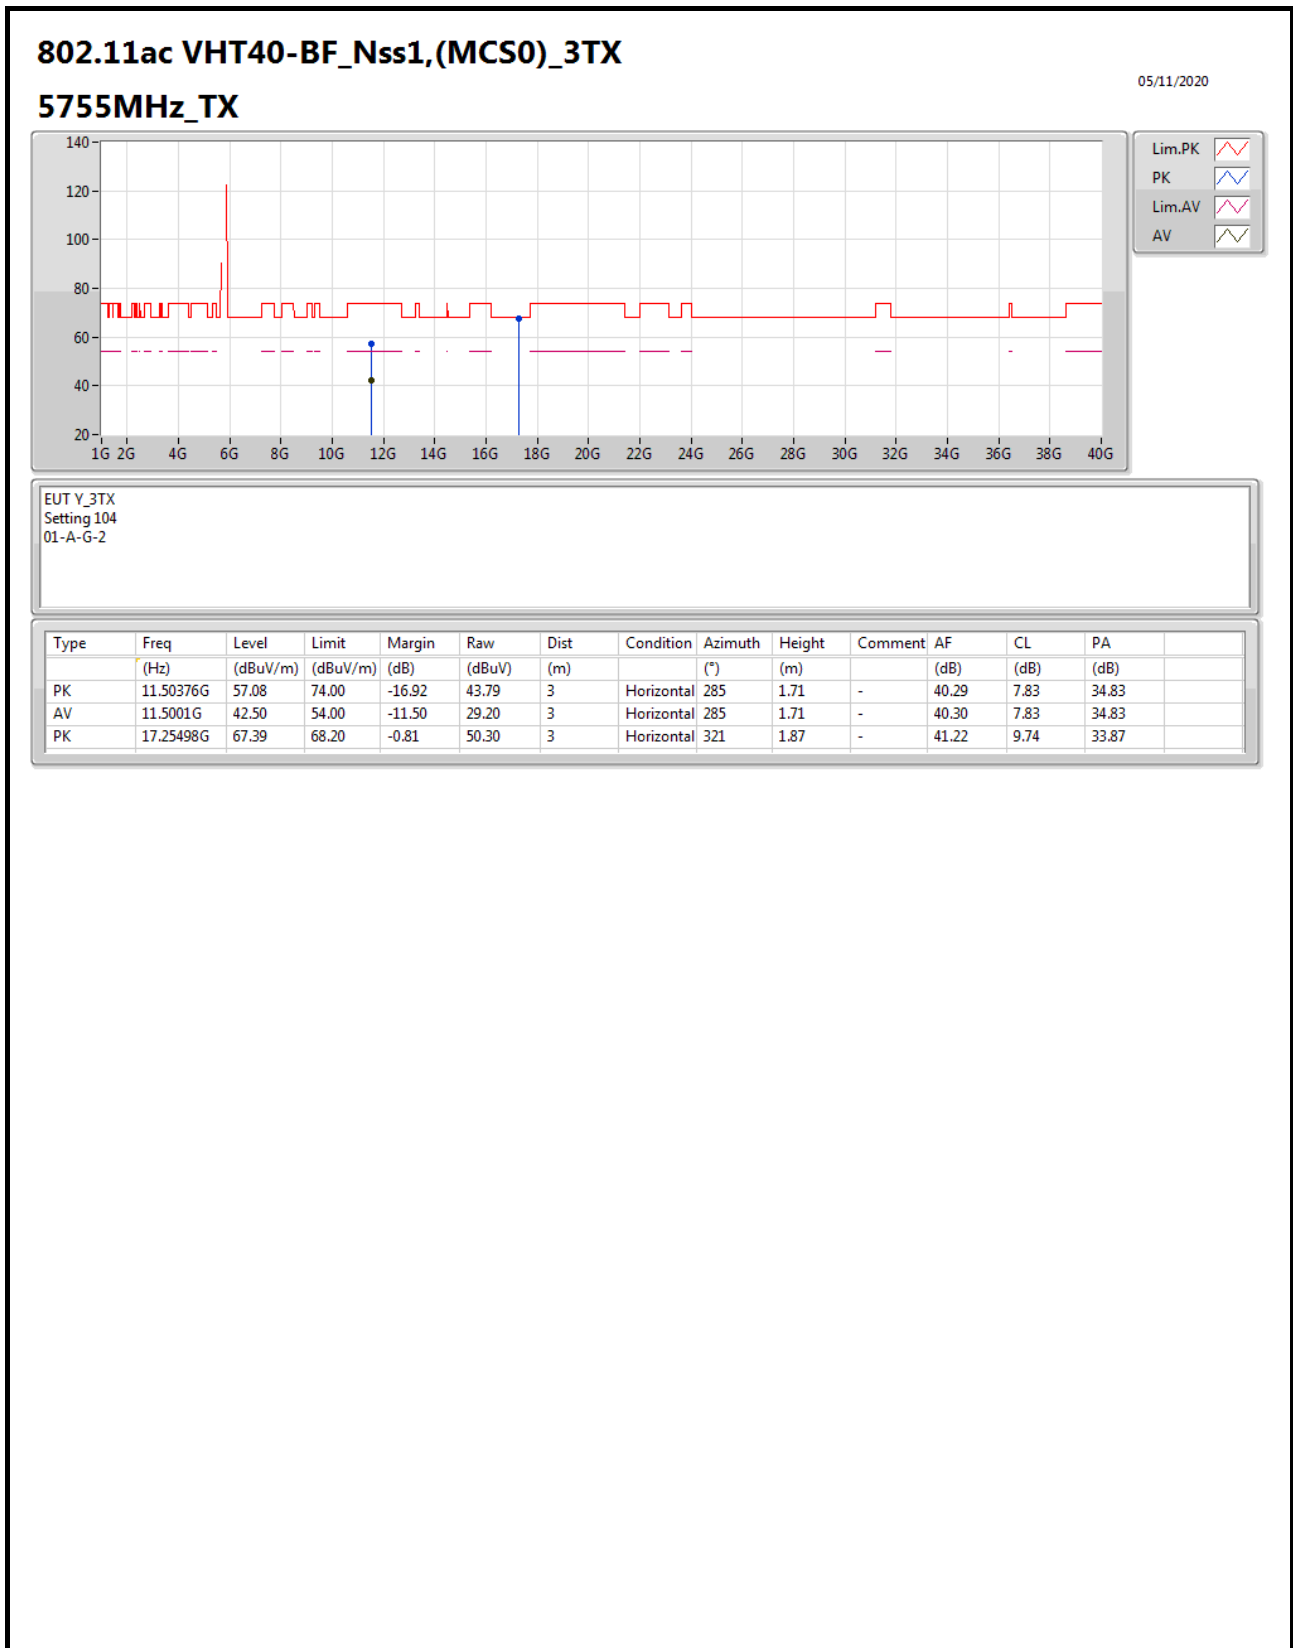 802.11ac VHT40-BF_Nss1,(MCS0)_3TX
05/11/2020
5755MHz_TX
140
120
100
80
60
40
20
1G 2G 4G 6G 8G 10G 12G 14G 16G 18G 20G 22G 24G 26G 28G 30G 32G 34G 36G 38G 40G
Lim.PK
PK
Lim.AV
AV
EUT Y_3TX
Setting 104
01-A-G-2
Type Freq Level Limit Margin Raw Dist Condition Azimuth Height Comment AF CL PA
(Hz) (dBuV/m) (dBuV/m) (dB) (dBuV) (m) (°) (m) (dB) (dB) (dB)
PK 11.50376G 57.08 74.00 -16.92 43.79 3 Horizontal 285 1.71 - 40.29 7.83 34.83
AV 11.5001G 42.50 54.00 -11.50 29.20 3 Horizontal 285 1.71 - 40.30 7.83 34.83
PK 17.25498G 67.39 68.20 -0.81 50.30 3 Horizontal 321 1.87 - 41.22 9.74 33.87